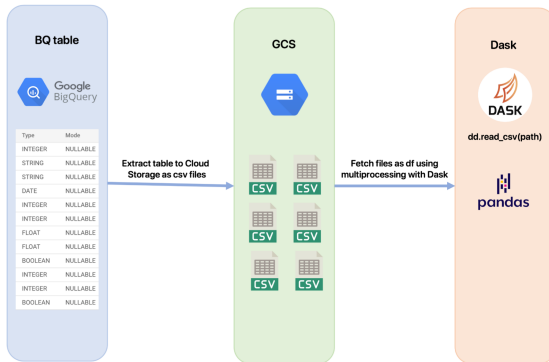 BQ table
Google
BigQuery
Type Mode
INTEGER NULLABLE
STRING NULLABLE
STRING NULLABLE
DATE NULLABLE
INTEGER NULLABLE
INTEGER NULLABLE
FLOAT NULLABLE
FLOAT NULLABLE
BOOLEAN NULLABLE
INTEGER NULLABLE
INTEGER NULLABLE
BOOLEAN NULLABLE
Extract table to Cloud
Storage as csv files
GCS
CSV CSV
CSV CSV
CSV CSV
Fetch files as df using
multiprocessing with Dask
Dask
DASK
dd.read_csv(path)
pandas